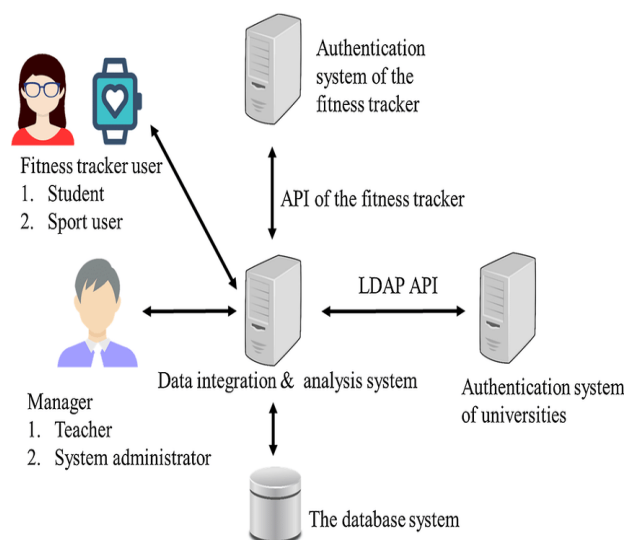 Authentication
system of the
fitness tracker
Fitness tracker user
1. Student
2. Sport user
API of the fitness tracker
LDAP API
Data integration & analysis system
Authentication system
of universities
Manager
1. Teacher
2. System administrator
The database system